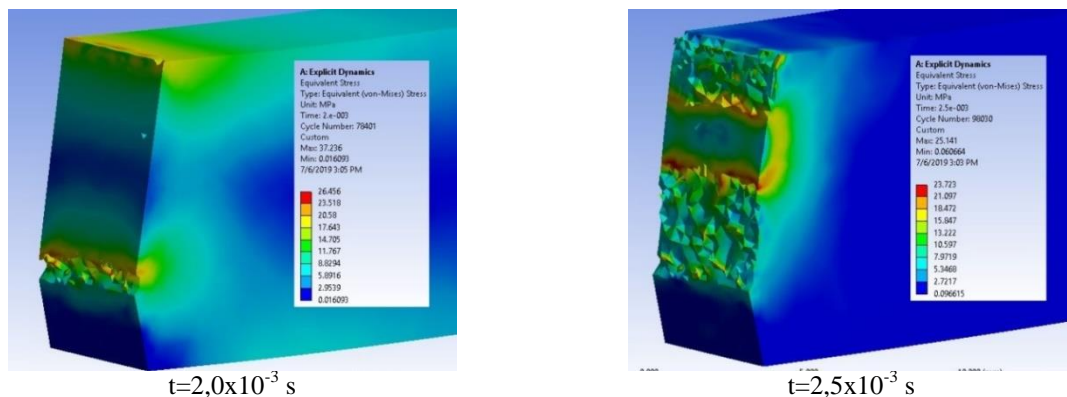 A: Explicit Dynamics
Equivalent Stress
Type: Equivalent (von-Mises) Stress
Unit: MPa
Time: 2.e-003
Cycle Number: 78401
Custom
Max: 37.236
Min: 0.016093
7/6/2019 3:05 PM
26.456
23.518
20.58
17.643
14.705
11.767
8.8294
5.8916
2.9539
0.016093
t=2,0x10⁻³ s
A: Explicit Dynamics
Equivalent Stress
Type: Equivalent (von-Mises) Stress
Unit: MPa
Time: 2.5e-003
Cycle Number: 98030
Custom
Max: 25.141
Min: 0.060664
7/6/2019 3:03 PM
23.723
21.097
18.472
15.847
13.222
10.597
7.9719
5.3468
2.7217
0.096615
t=2,5x10⁻³ s